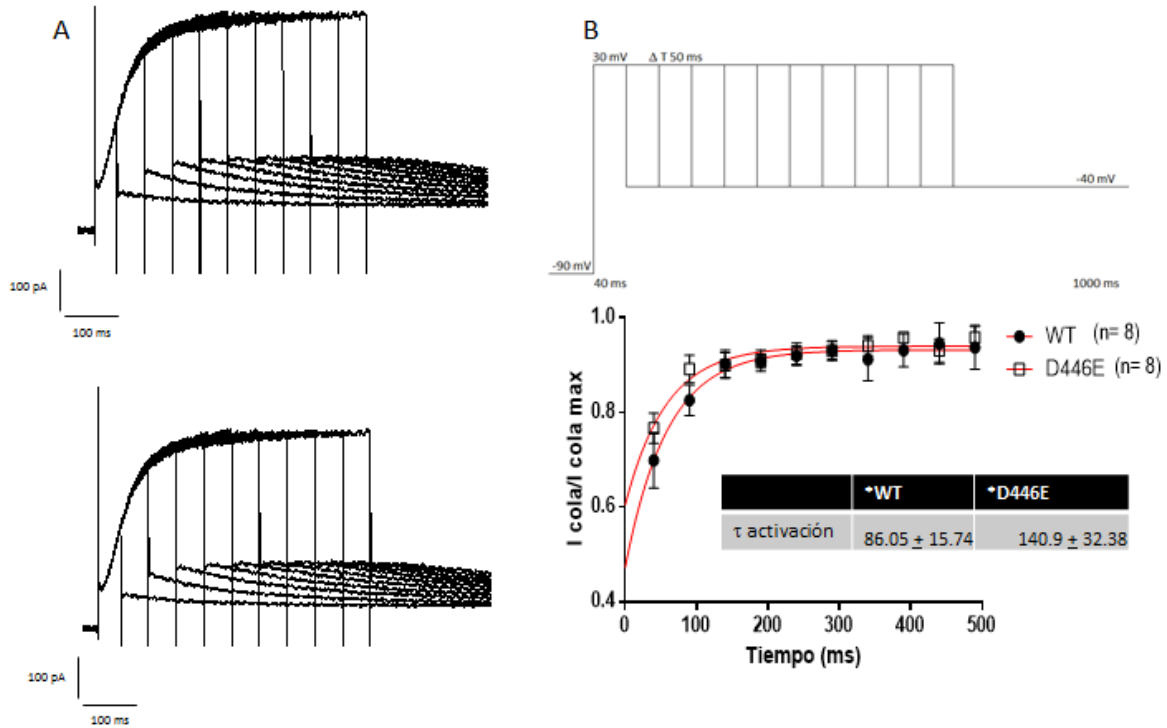 A
100 pA
100 ms
100 pA
100 ms
B
30 mV Δ T 50 ms
-40 mV
-90 mV
40 ms
1000 ms
I cola/I cola max
1.0
0.8
0.6
0.4
0 100 200 300 400 500
Tiempo (ms)
WT (n= 8)
D446E (n= 8)
*WT *D446E
τ activación 86.05 ± 15.74 140.9 ± 32.38